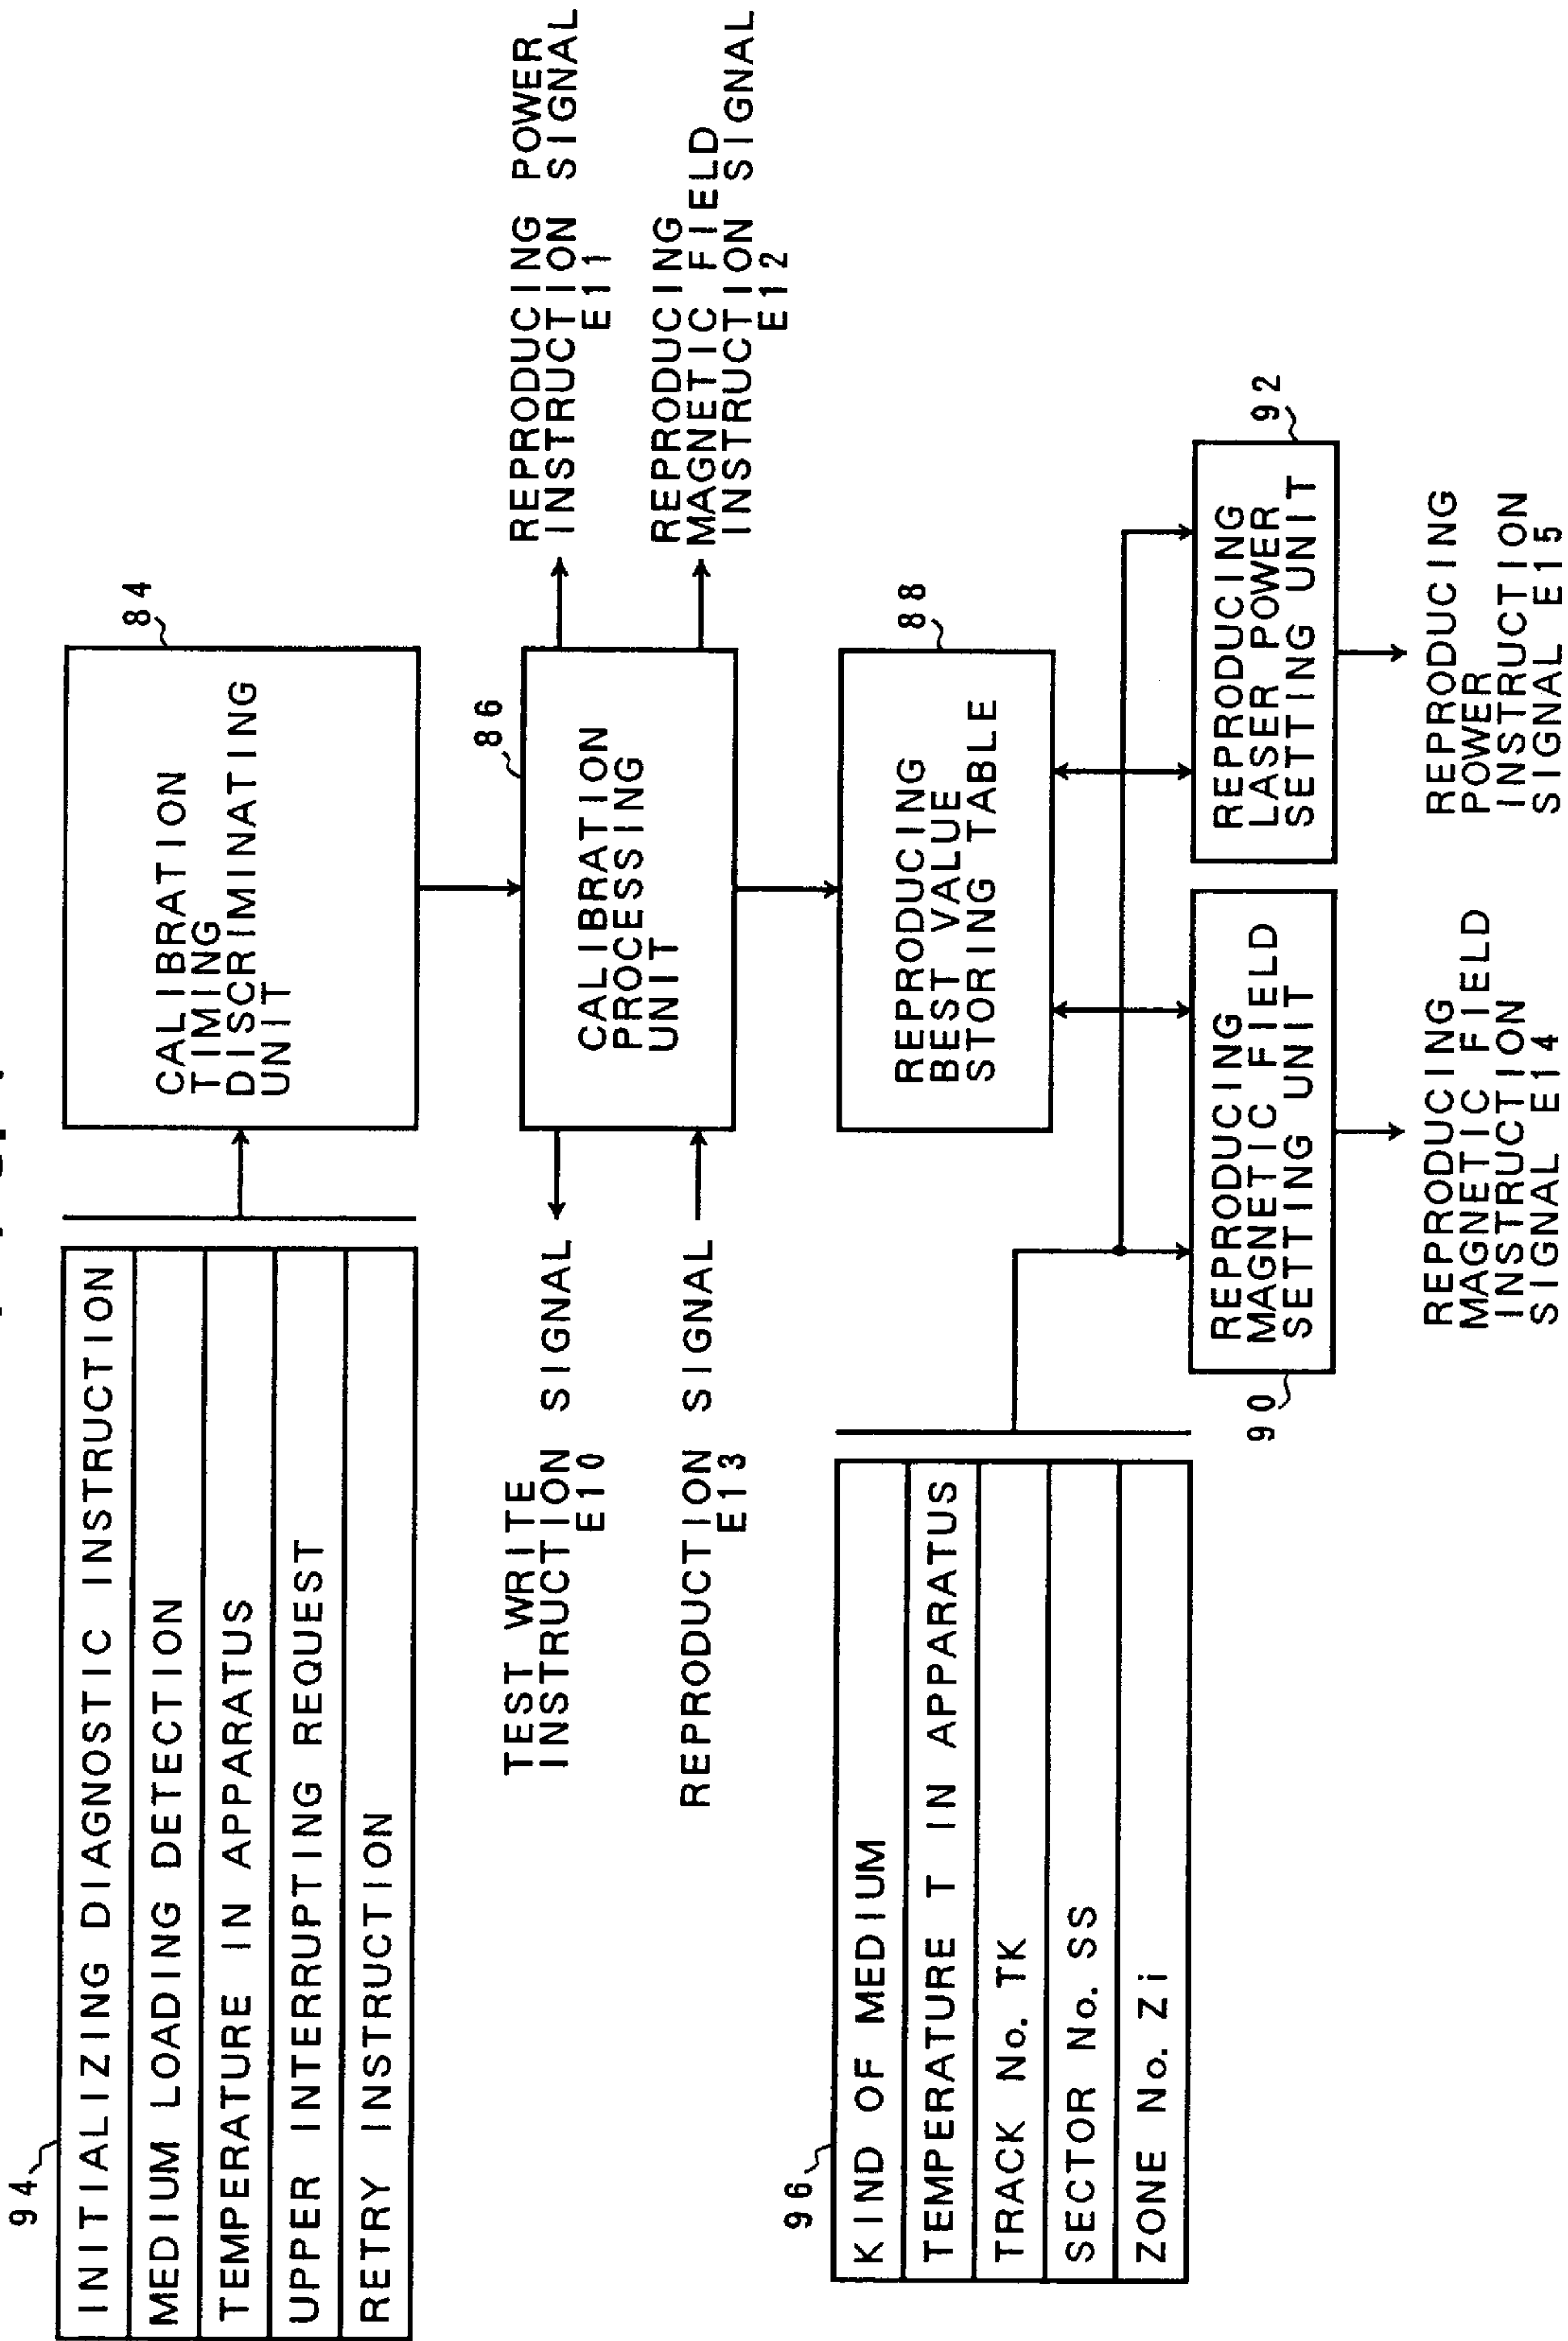 94
INITIALIZING DIAGNOSTIC INSTRUCTION
MEDIUM LOADING DETECTION
TEMPERATURE IN APPARATUS
UPPER INTERRUPTING REQUEST
RETRY INSTRUCTION
84
CALIBRATION
TIMING
DISCRIMINATING
UNIT
86
CALIBRATION
PROCESSING
UNIT
TEST WRITE
INSTRUCTION SIGNAL
E10
REPRODUCTION SIGNAL
E13
REPRODUCING POWER
INSTRUCTION SIGNAL
E11
REPRODUCING
MAGNETIC FIELD
INSTRUCTION SIGNAL
E12
96
KIND OF MEDIUM
TEMPERATURE T IN APPARATUS
TRACK No. TK
SECTOR No. SS
ZONE No. Zi
88
REPRODUCING
BEST VALUE
STORING TABLE
90
REPRODUCING
MAGNETIC FIELD
SETTING UNIT
92
REPRODUCING
LASER POWER
SETTING UNIT
REPRODUCING
MAGNETIC FIELD
INSTRUCTION
SIGNAL E14
REPRODUCING
POWER
INSTRUCTION
SIGNAL E15